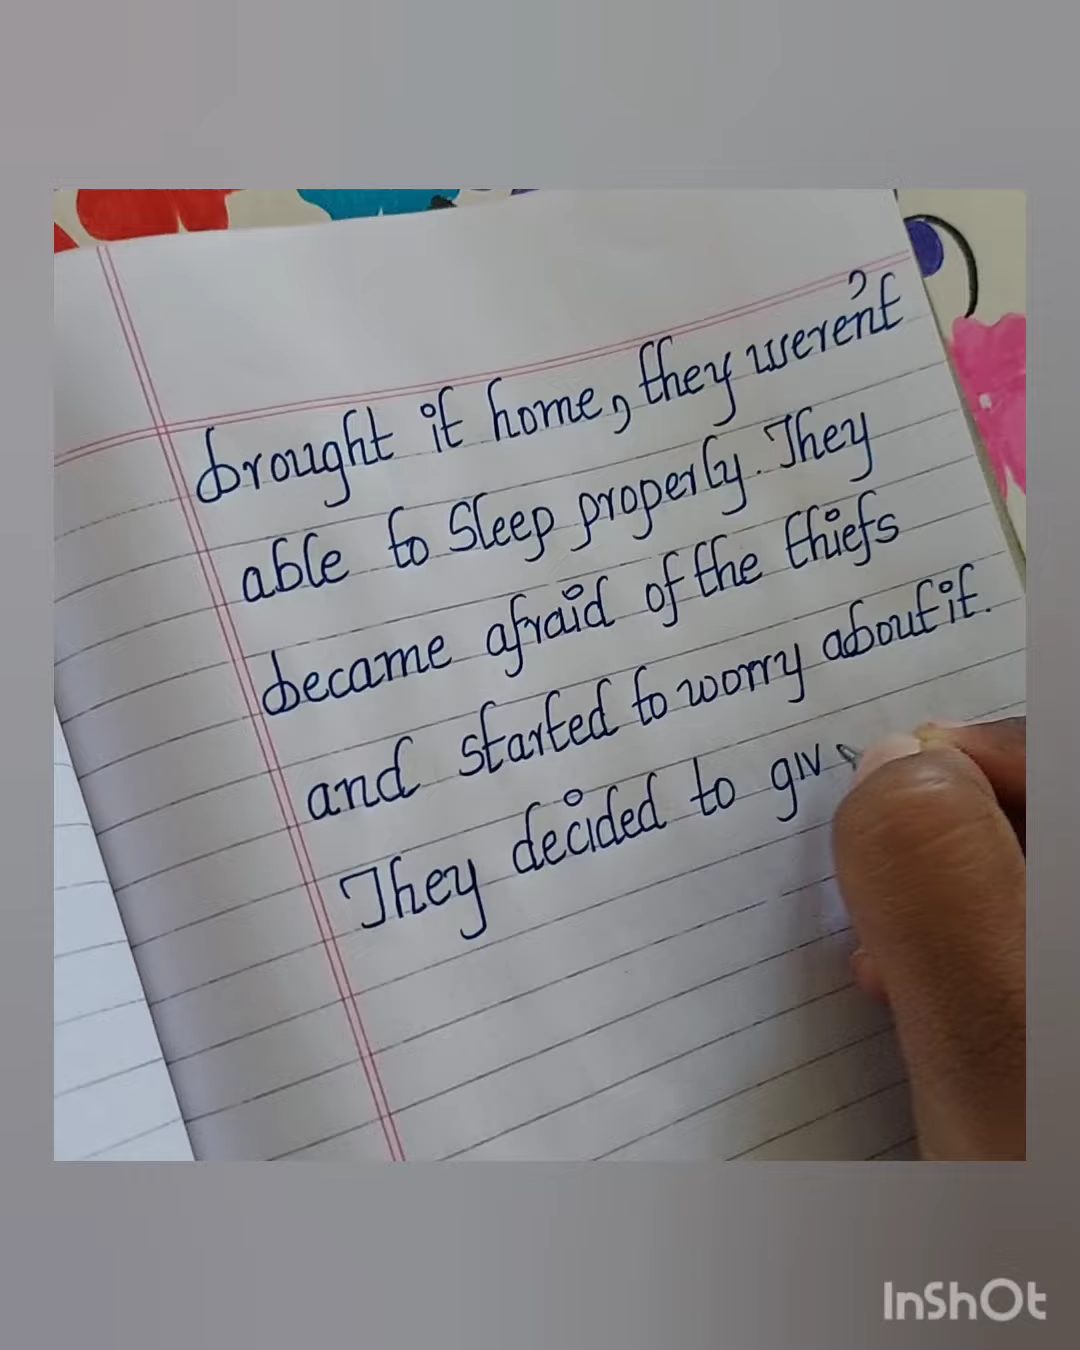 brought it home, they weren't
able to Sleep properly. They
became afraid of the thiefs
and started to worry about it.
They decided to giv
InShOt